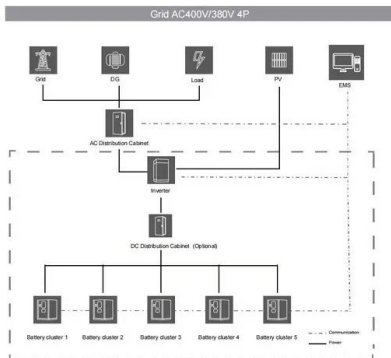 Grid AC400V/380V 4P
Grid
DG
Load
PV
EMS
AC Distribution Cabinet
Inverter
DC Distribution Cabinet (Optional)
Battery cluster 1
Battery cluster 2
Battery cluster 3
Battery cluster 4
Battery cluster 5
Communication
Power